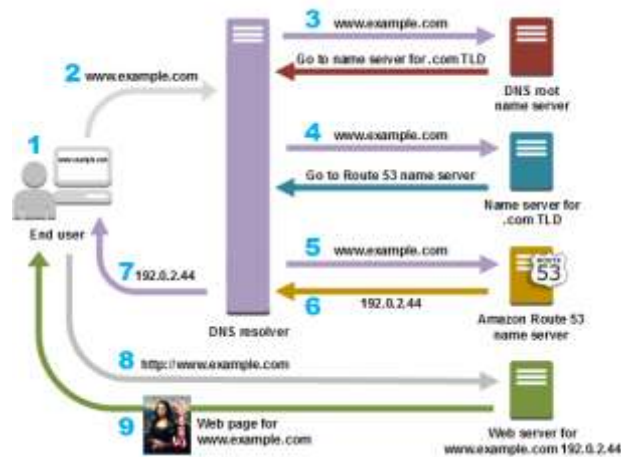 3 www.example.com
Go to name server for .com TLD
DNS root
name server
2 www.example.com
4 www.example.com
Go to Route 53 name server
Name server for
.com TLD
1
www.example.com
End user
5 www.example.com
7 192.0.2.44
6 192.0.2.44
ROUTE
53
Amazon Route 53
name server
DNS resolver
8 http://www.example.com
9 Web page for
www.example.com
Web server for
www.example.com 192.0.2.44